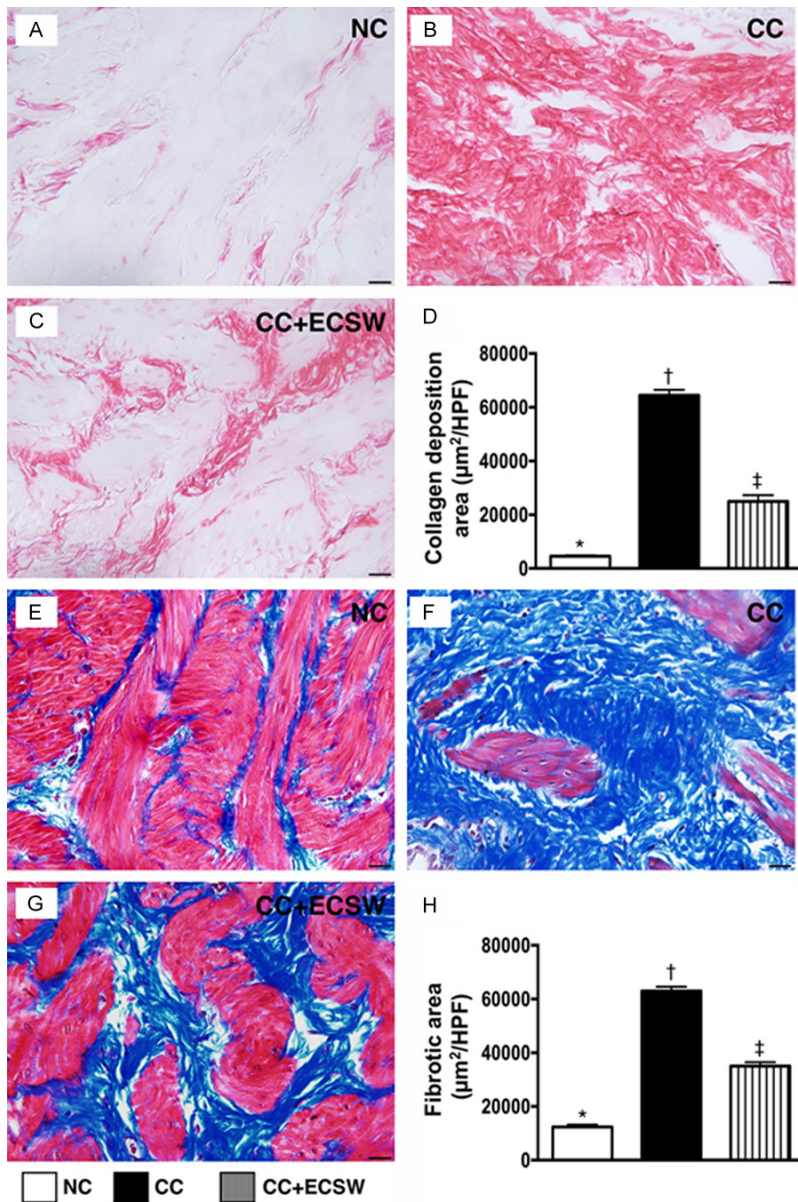 A NC
B CC
C CC+ECSW
D
Collagen deposition
area (µm²/HPF)
80000
60000
40000
20000
0
*
†
‡
E NC
F CC
G CC+ECSW
H
Fibrotic area
(µm²/HPF)
80000
60000
40000
20000
0
*
†
‡
NC CC CC+ECSW